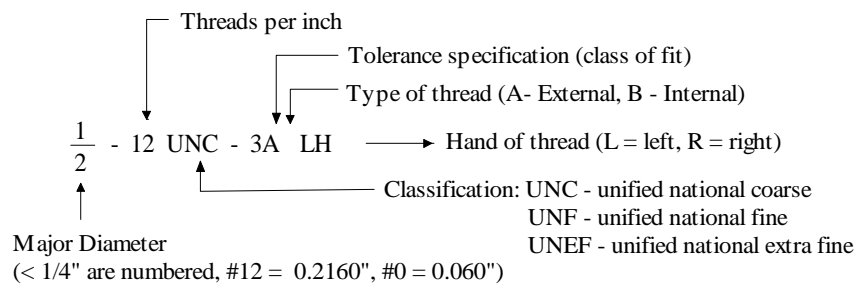 Threads per inch
Tolerance specification (class of fit)
Type of thread (A- External, B - Internal)
1/2 - 12 UNC - 3A LH
Hand of thread (L = left, R = right)
Classification: UNC - unified national coarse
UNF - unified national fine
UNEF - unified national extra fine
Major Diameter
(< 1/4" are numbered, #12 = 0.2160", #0 = 0.060")